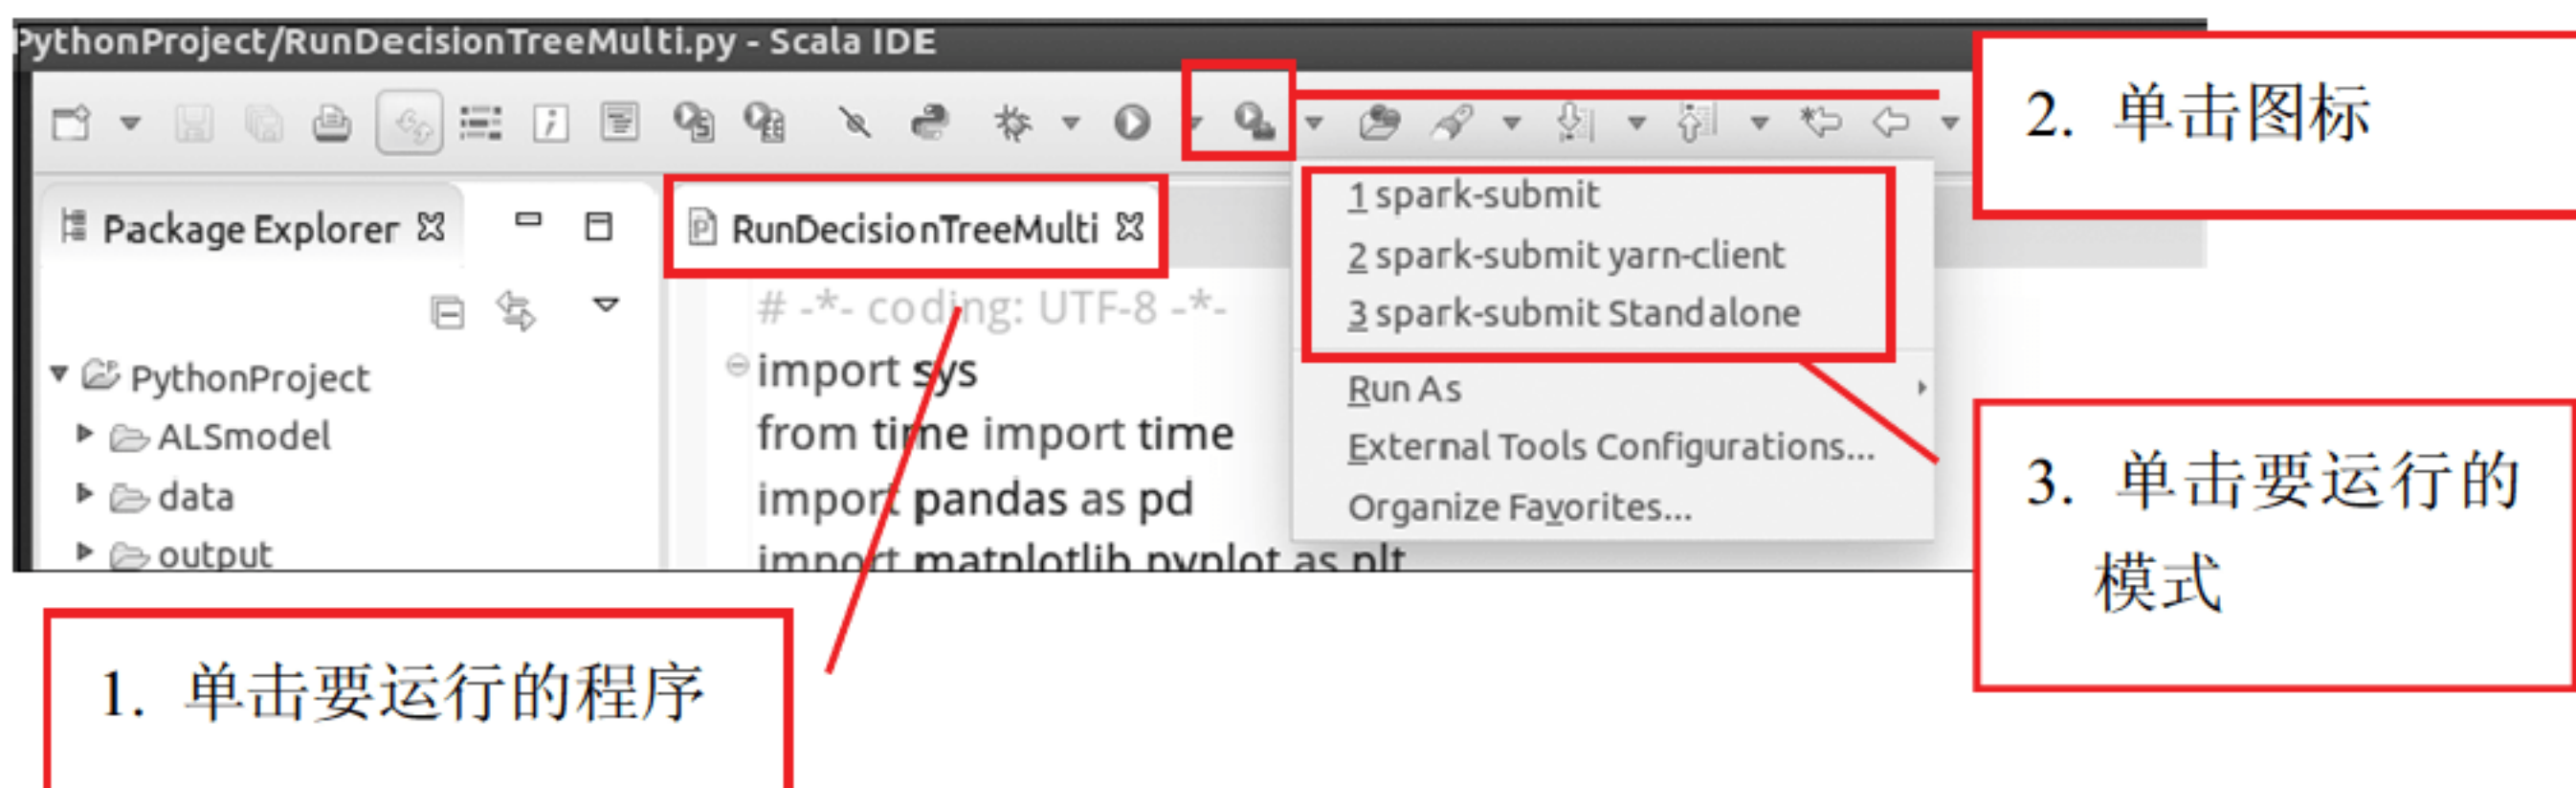 PythonProject/RunDecisionTreeMulti.py - Scala IDE
2. 单击图标
1 spark-submit
Package Explorer
RunDecisionTreeMulti
2 spark-submit yarn-client
# -*- coding: UTF-8 -*-
3 spark-submit Standalone
PythonProject
import sys
Run As
ALSmodel
from time import time
External Tools Configurations...
3. 单击要运行的
模式
data
import pandas as pd
Organize Favorites...
output
import matplotlib.pyplot as plt
1. 单击要运行的程序